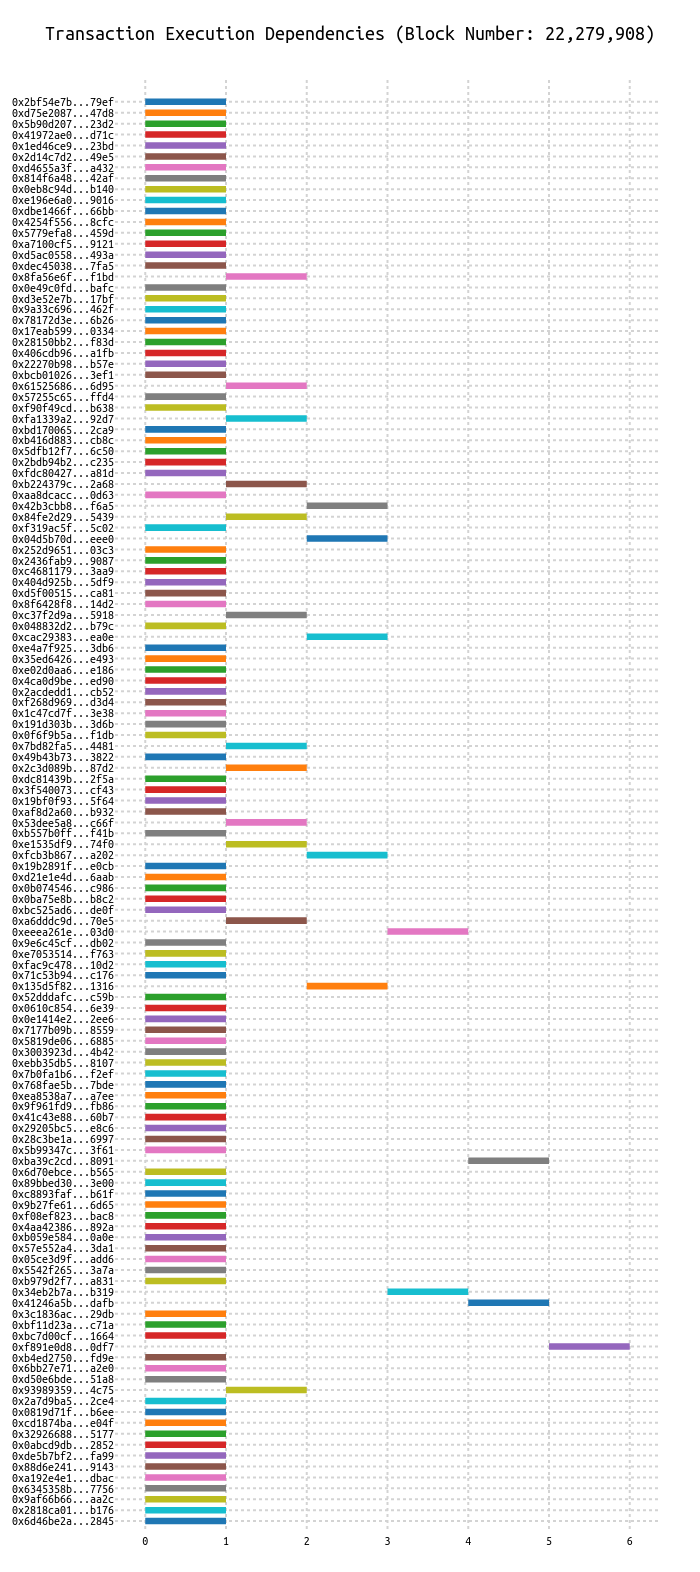 Transaction Execution Dependencies (Block Number: 22,279,908)
0x2bf54e7b...79ef
0xd75e2087...47d8
0x5b90d207...23d2
0x41972ae0...d71c
0x1ed46ce9...23bd
0x2d14c7d2...49e5
0xd4655a3f...a432
0x814f6a48...42af
0x0eb8c94d...b140
0xe196e6a0...9016
0xdbe1466f...66bb
0x4254f556...8cfc
0x5779efa8...459d
0xa7100cf5...9121
0xd5ac0558...493a
0xdec45038...7fa5
0x8fa56e6f...f1bd
0x0e49c0fd...bafc
0xd3e52e7b...17bf
0x9a33c696...462f
0x78172d3e...6b26
0x17eab599...0334
0x28150bb2...f83d
0x406cdb96...a1fb
0x22270b98...b57e
0xbcb01026...3ef1
0x61525686...6d95
0x57255c65...ffd4
0xf90f49cd...b638
0xfa1339a2...92d7
0xbd170065...2ca9
0xb416d883...cb8c
0x5dfb12f7...6c50
0x2bdb94b2...c235
0xfdc80427...a81d
0xb224379c...2a68
0xaa8dcacc...0d63
0x42b3cbb8...f6a5
0x84fe2d29...5439
0xf319ac5f...5c02
0x04d5b70d...eee0
0x252d9651...03c3
0x2436fab9...9087
0xc4681179...3aa9
0x404d925b...5df9
0xd5f00515...ca81
0x8f6428f8...14d2
0xc37f2d9a...5918
0x048832d2...b79c
0xcac29383...ea0e
0xe4a7f925...3db6
0x35ed6426...e493
0xe02d0aa6...e186
0x4ca0d9be...ed90
0x2acdedd1...cb52
0xf268d969...d3d4
0x1c47cd7f...3e38
0x191d303b...3d6b
0x0f6f9b5a...f1db
0x7bd82fa5...4481
0x49b43b73...3822
0x2c3d089b...87d2
0xdc81439b...2f5a
0x3f540073...cf43
0x19bf0f93...5f64
0xaf8d2a60...b932
0x53dee5a8...c66f
0xb557b0ff...f41b
0xe1535df9...74f0
0xfcb3b867...a202
0x19b2891f...e0cb
0xd21e1e4d...6aab
0x0b074546...c986
0x0ba75e8b...b8c2
0xbc525ad6...de0f
0xa6dddc9d...70e5
0xeeea261e...03d0
0x9e6c45cf...db02
0xe7053514...f763
0xfac9c478...10d2
0x71c53b94...c176
0x135d5f82...1316
0x52dddafc...c59b
0x0610c854...6e39
0x0e1414e2...2ee6
0x7177b09b...8559
0x5819de06...6885
0x3003923d...4b42
0xebb35db5...8107
0x7b0fa1b6...f2ef
0x768fae5b...7bde
0xea8538a7...a7ee
0x9f961fd9...fb86
0x41c43e88...60b7
0x29205bc5...e8c6
0x28c3be1a...6997
0x5b99347c...3f61
0xba39c2cd...8091
0x6d70ebce...b565
0x89bbed30...3e00
0xc8893faf...b61f
0x9b27fe61...6d65
0xf08ef823...bac8
0x4aa42386...892a
0xb059e584...0a0e
0x57e552a4...3da1
0x05ce3d9f...add6
0x5542f265...3a7a
0xb979d2f7...a831
0x34eb2b7a...b319
0x41246a5b...dafb
0x3c1836ac...29db
0xbf11d23a...c71a
0xbc7d00cf...1664
0xf891e0d8...0df7
0xb4ed2750...fd9e
0x6bb27e71...a2e0
0xd50e6bde...51a8
0x93989359...4c75
0x2a7d9ba5...2ce4
0x0819d71f...b6ee
0xcd1874ba...e04f
0x32926688...5177
0x0abcd9db...2852
0xde5b7bf2...fa99
0x88d6e241...9143
0xa192e4e1...dbac
0x6345358b...7756
0x9af66b66...aa2c
0x2818ca01...b176
0x6d46be2a...2845
0 1 2 3 4 5 6